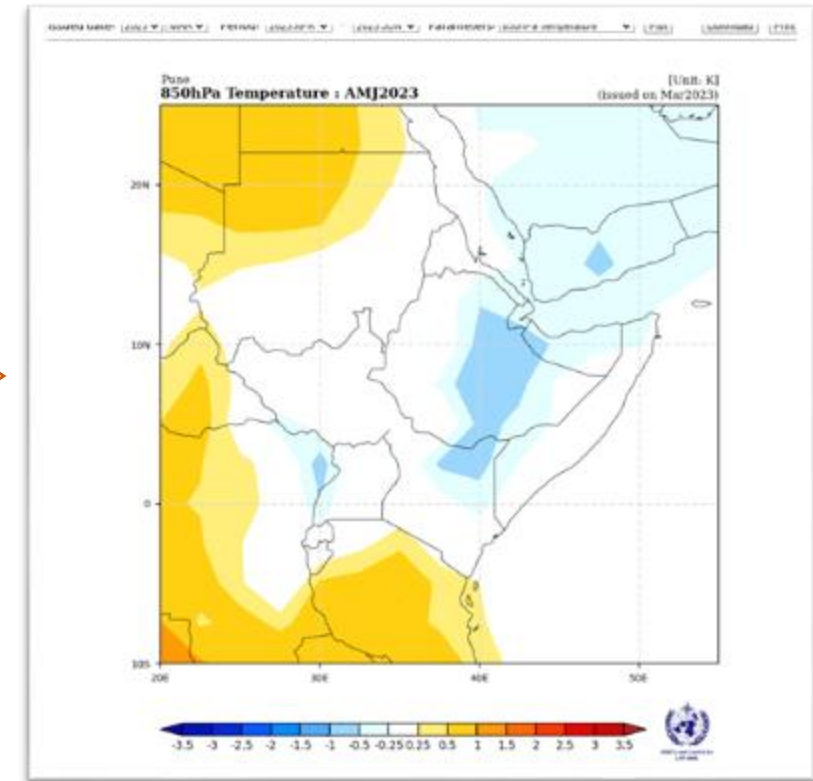 Pune
[Unit: K]
850hPa Temperature : AMJ2023
(issued on Mar2023)
20N
10N
0
10S
20E 30E 40E 50E
-3.5 -3 -2.5 -2 -1.5 -1 -0.5 -0.25 0.25 0.5 1 1.5 2 2.5 3 3.5